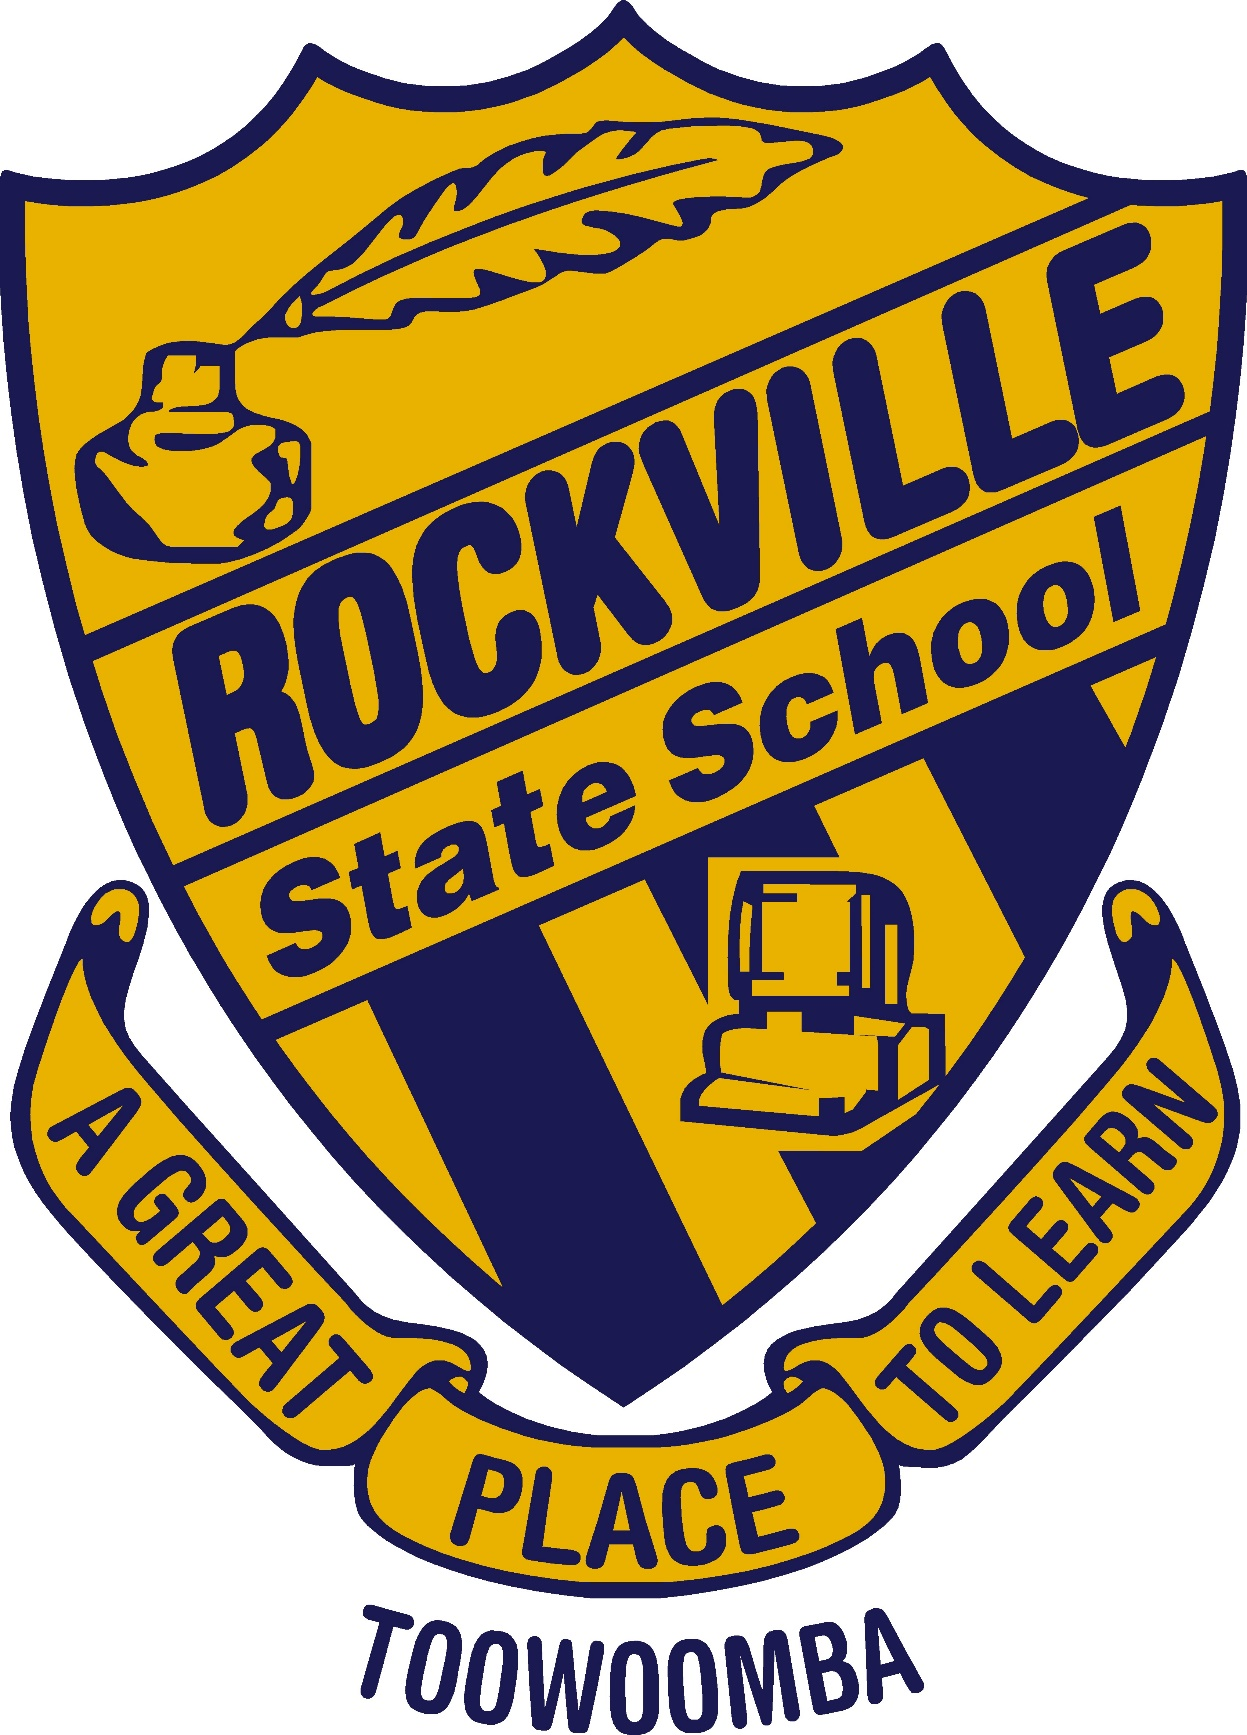 ROCKVILLE
State School
A GREAT
PLACE
TO LEARN
TOOWOOMBA